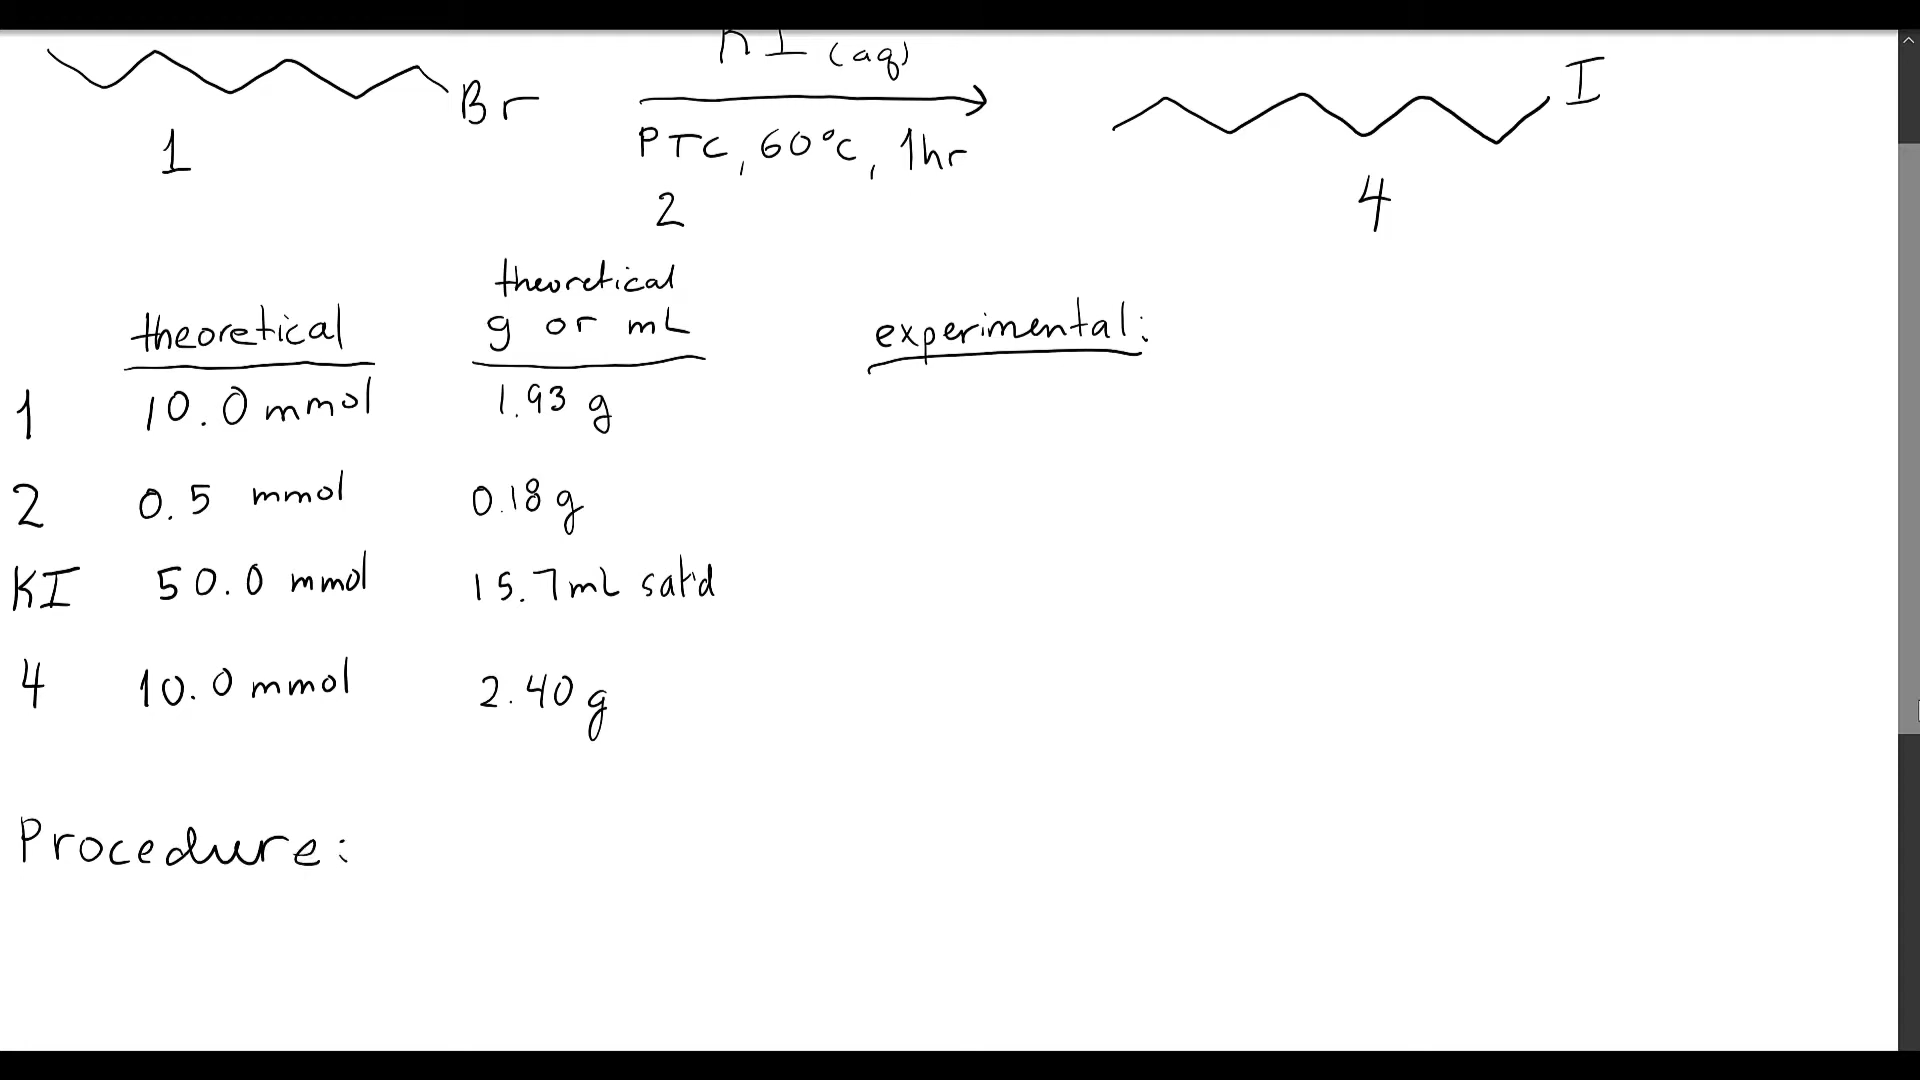 KI (aq)
Br
I
PTC, 60°C, 1hr
1
2
4
theoretical
theoretical
g or mL
experimental:
1 10.0 mmol 1.93 g
2 0.5 mmol 0.18 g
KI 50.0 mmol 15.7mL sat'd
4 10.0 mmol 2.40 g
Procedure: